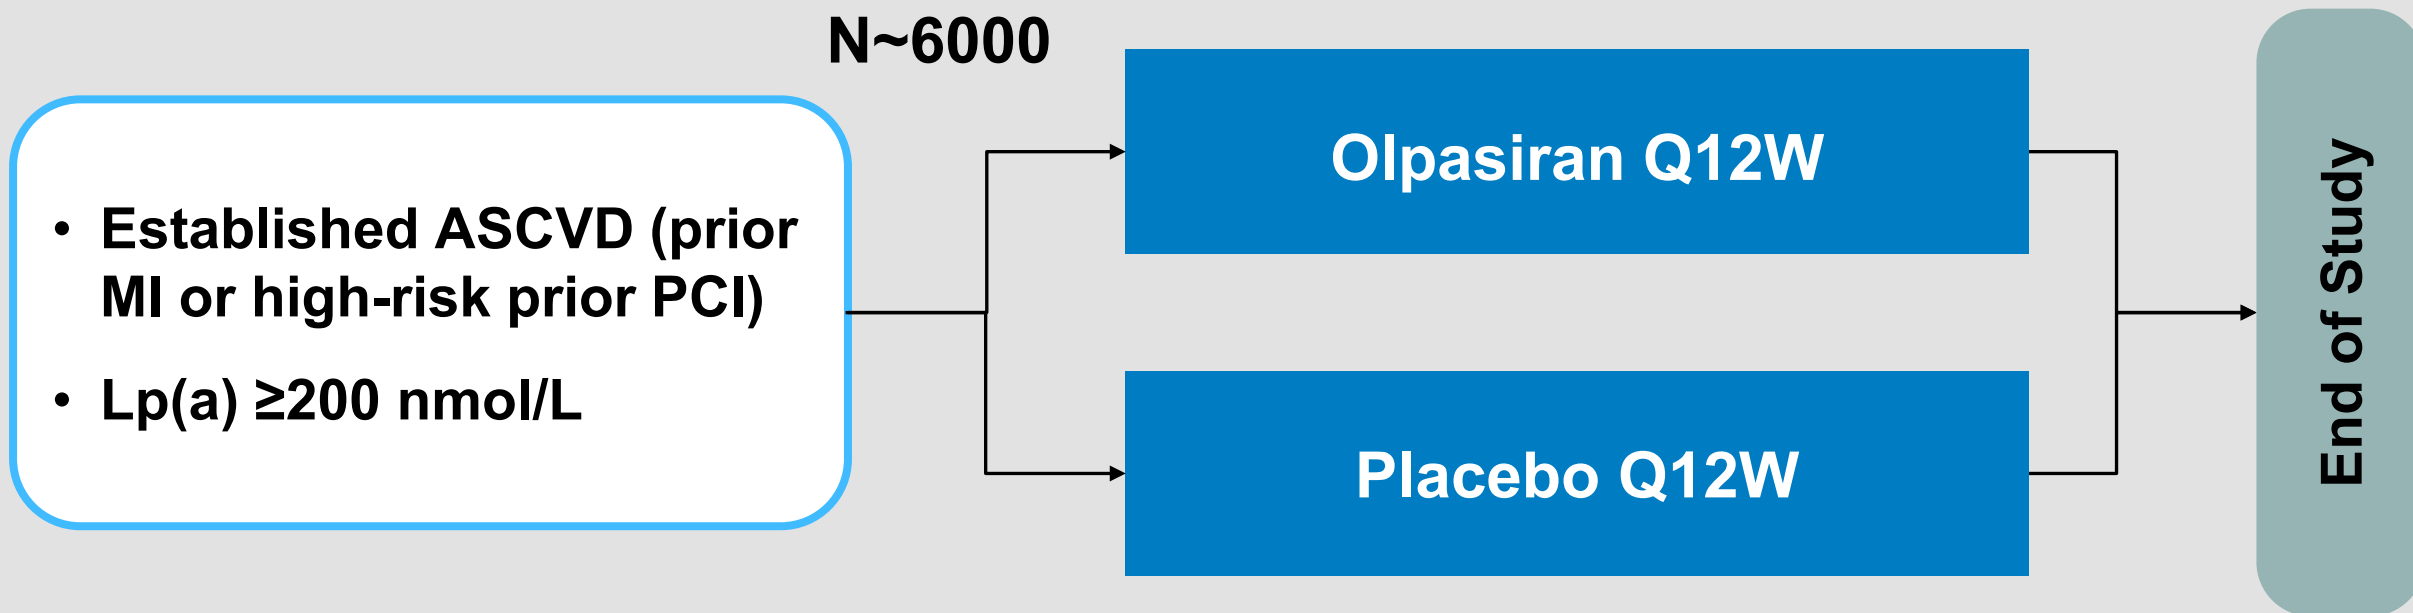 N~6000
• Established ASCVD (prior
MI or high-risk prior PCI)
• Lp(a) ≥200 nmol/L
Olpasiran Q12W
Placebo Q12W
End of Study